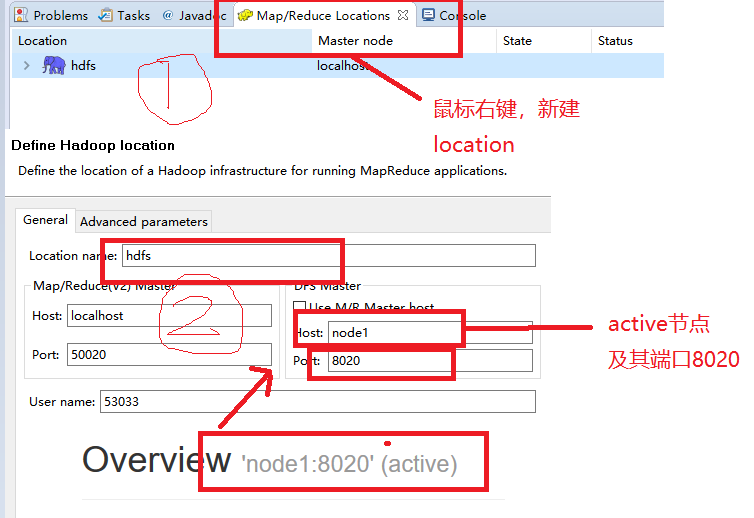 Problems Tasks @ Javadoc Map/Reduce Locations Console
Location Master node State Status
hdfs localhost
1
鼠标右键，新建
location
Define Hadoop location
Define the location of a Hadoop infrastructure for running MapReduce applications.
General Advanced parameters
Location name: hdfs
Map/Reduce(V2) Master DFS Master
Use M/R Master host
Host: localhost Host: node1
Port: 50020 Port: 8020
2
active节点
及其端口8020
User name: 53033
Overview 'node1:8020' (active)